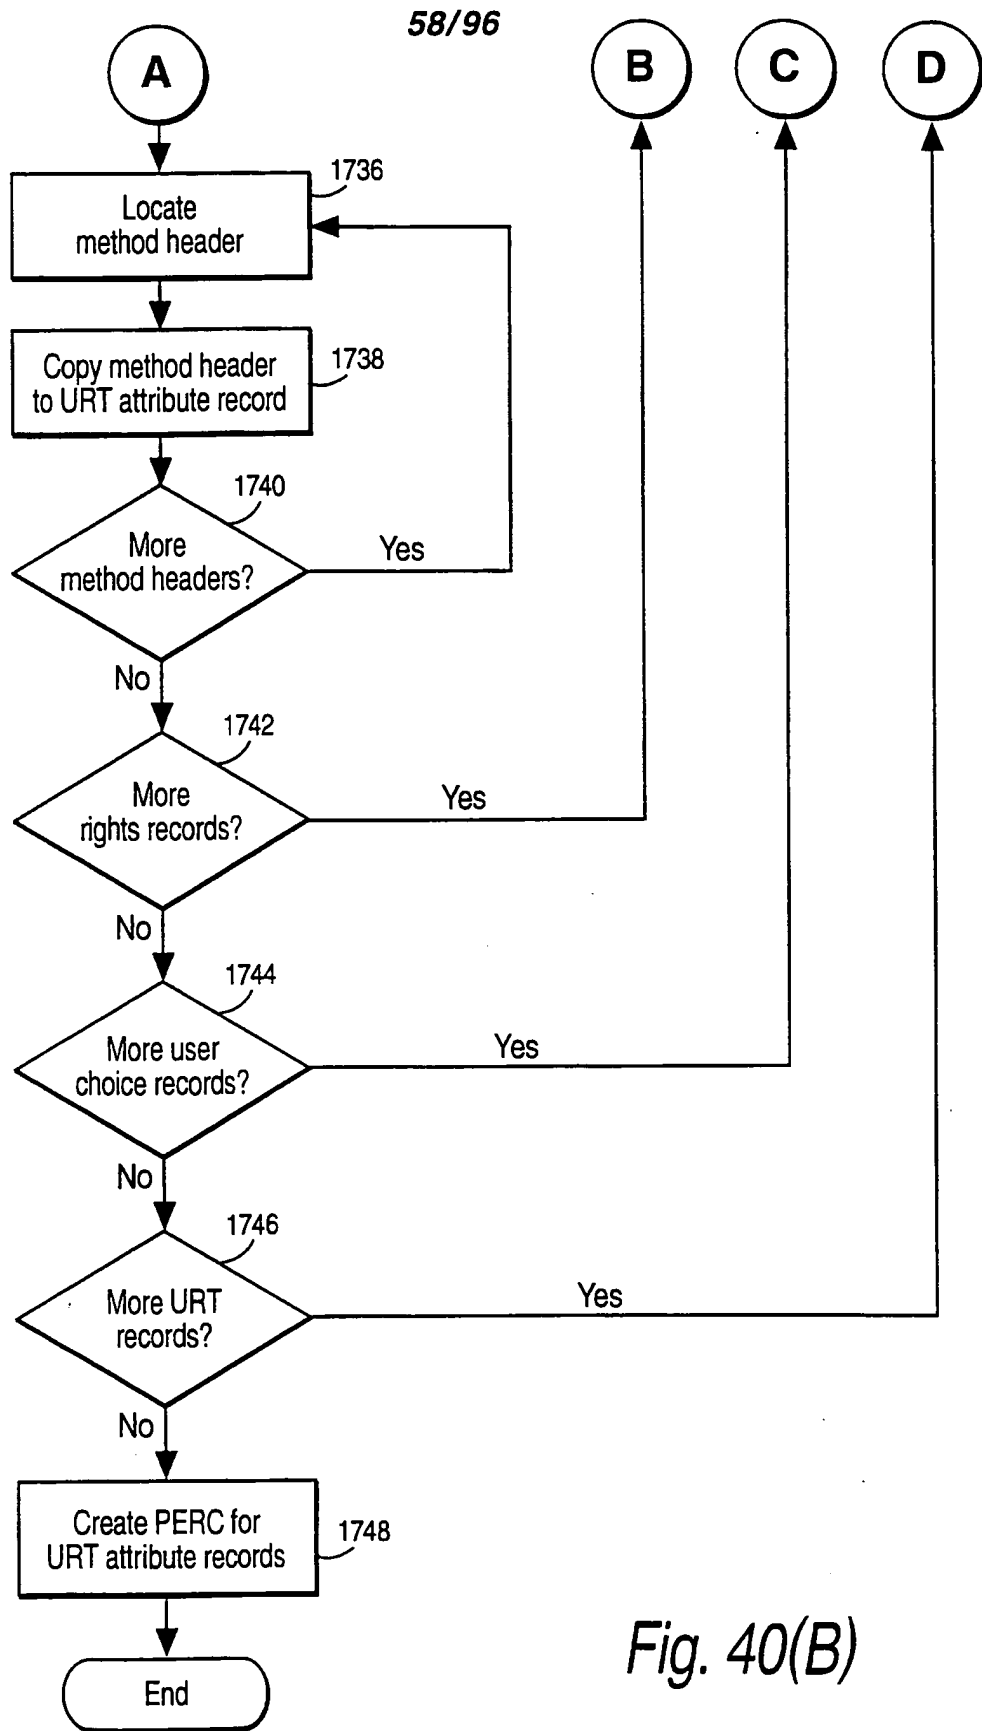 58/96
A
B
C
D
1736
Locate
method header
1738
Copy method header
to URT attribute record
1740
More
method headers?
Yes
No
1742
More
rights records?
Yes
No
1744
More user
choice records?
Yes
No
1746
More URT
records?
Yes
No
Create PERC for
URT attribute records
1748
End
Fig. 40(B)